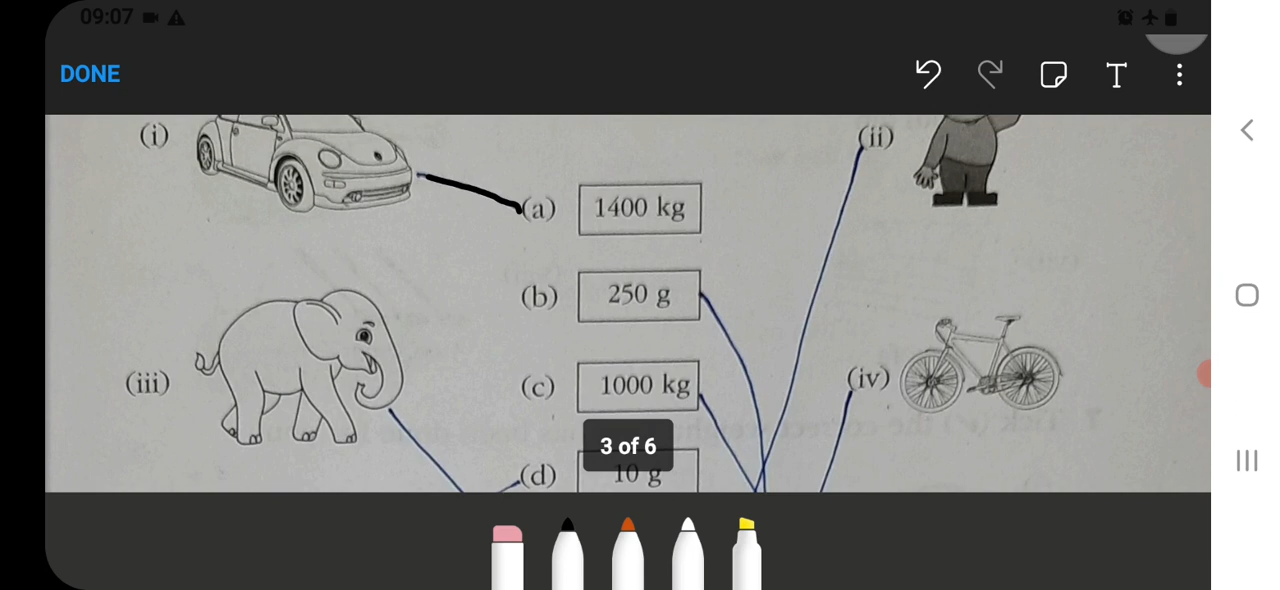 09:07
DONE
T
(i)
(ii)
(a) 1400 kg
(b) 250 g
(iii)
(c) 1000 kg
(iv)
3 of 6
(d) 10 g